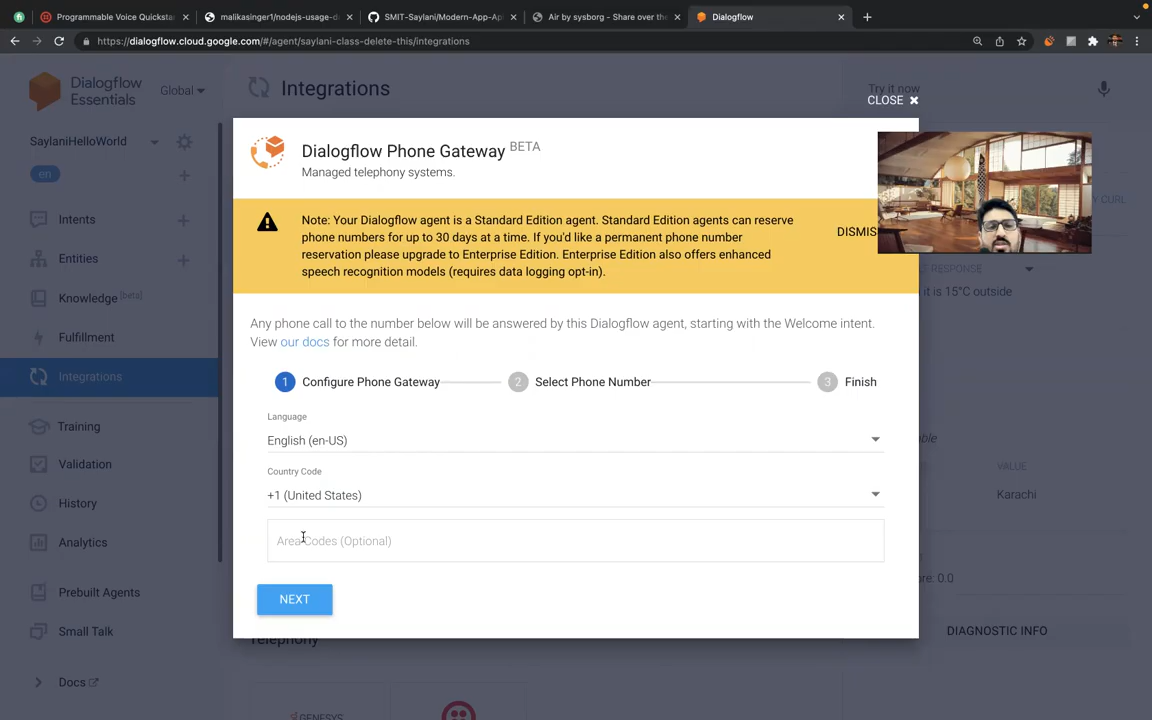 Programmable Voice Quicksta
malikasinger1/nodejs-usage-d
SMIT-Saylani/Modern-App-Ap
Air by sysborg - Share over the
Dialogflow
https://dialogflow.cloud.google.com/#/agent/saylani-class-delete-this/integrations
Dialogflow
Essentials
Global
Integrations
Try it now
CLOSE
SaylaniHelloWorld
en
Intents
Entities
Knowledge [beta]
Fulfillment
Integrations
Training
Validation
History
Analytics
Prebuilt Agents
Small Talk
Docs
Dialogflow Phone Gateway BETA
Managed telephony systems.
Note: Your Dialogflow agent is a Standard Edition agent. Standard Edition agents can reserve
phone numbers for up to 30 days at a time. If you'd like a permanent phone number
reservation please upgrade to Enterprise Edition. Enterprise Edition also offers enhanced
speech recognition models (requires data logging opt-in).
DISMIS
Any phone call to the number below will be answered by this Dialogflow agent, starting with the Welcome intent.
View our docs for more detail.
1 Configure Phone Gateway
2 Select Phone Number
3 Finish
Language
English (en-US)
Country Code
+1 (United States)
Area Codes (Optional)
NEXT
Y CURL
RESPONSE
it is 15°C outside
VALUE
Karachi
0.0
DIAGNOSTIC INFO
Telephony
GENESYS